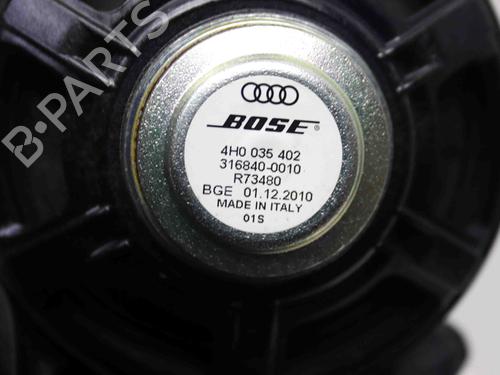 B-PARTS
BOSE®
4H0 035 402
316840-0010
R73480
BGE 01.12.2010
MADE IN ITALY
01S